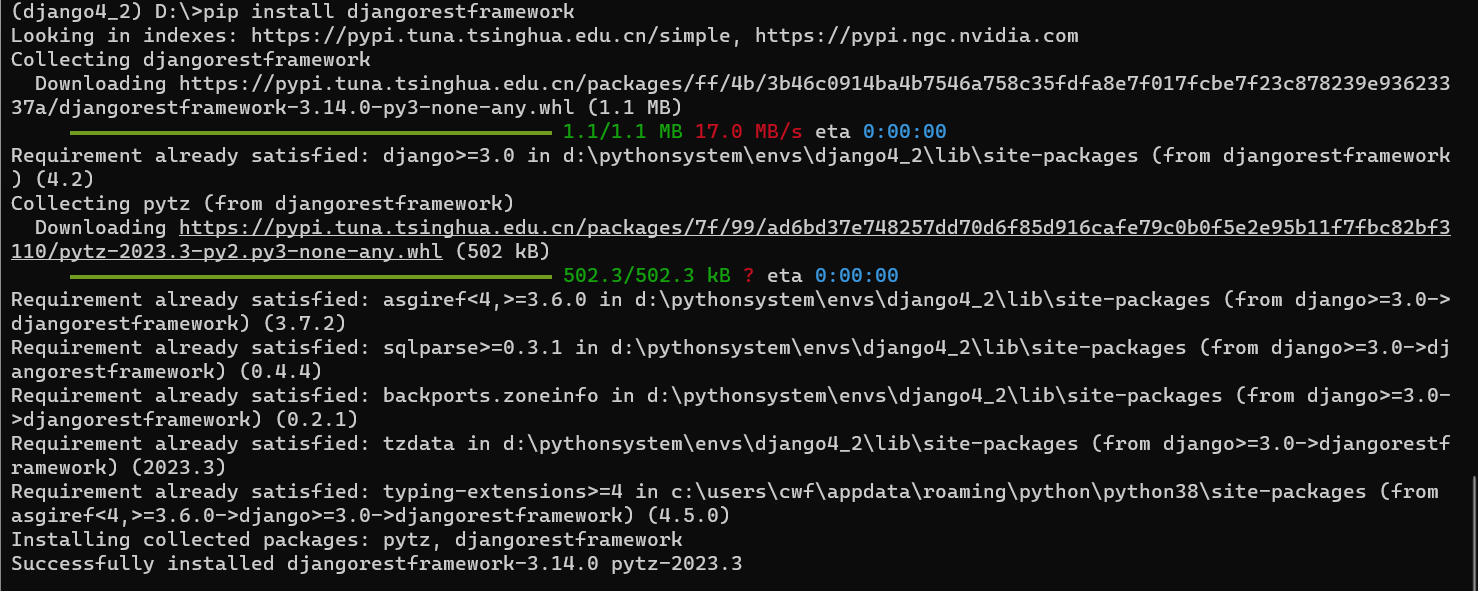 (django4_2) D:\>pip install djangorestframework
Looking in indexes: https://pypi.tuna.tsinghua.edu.cn/simple, https://pypi.ngc.nvidia.com
Collecting djangorestframework
  Downloading https://pypi.tuna.tsinghua.edu.cn/packages/ff/4b/3b46c0914ba4b7546a758c35fdfa8e7f017fcbe7f23c878239e936233
37a/djangorestframework-3.14.0-py3-none-any.whl (1.1 MB)
1.1/1.1 MB 17.0 MB/s eta 0:00:00
Requirement already satisfied: django>=3.0 in d:\pythonsystem\envs\django4_2\lib\site-packages (from djangorestframework
) (4.2)
Collecting pytz (from djangorestframework)
  Downloading https://pypi.tuna.tsinghua.edu.cn/packages/7f/99/ad6bd37e748257dd70d6f85d916cafe79c0b0f5e2e95b11f7fbc82bf3
110/pytz-2023.3-py2.py3-none-any.whl (502 kB)
502.3/502.3 kB ? eta 0:00:00
Requirement already satisfied: asgiref<4,>=3.6.0 in d:\pythonsystem\envs\django4_2\lib\site-packages (from django>=3.0->
djangorestframework) (3.7.2)
Requirement already satisfied: sqlparse>=0.3.1 in d:\pythonsystem\envs\django4_2\lib\site-packages (from django>=3.0->dj
angorestframework) (0.4.4)
Requirement already satisfied: backports.zoneinfo in d:\pythonsystem\envs\django4_2\lib\site-packages (from django>=3.0-
>djangorestframework) (0.2.1)
Requirement already satisfied: tzdata in d:\pythonsystem\envs\django4_2\lib\site-packages (from django>=3.0->djangorestf
ramework) (2023.3)
Requirement already satisfied: typing-extensions>=4 in c:\users\cwf\appdata\roaming\python\python38\site-packages (from
asgiref<4,>=3.6.0->django>=3.0->djangorestframework) (4.5.0)
Installing collected packages: pytz, djangorestframework
Successfully installed djangorestframework-3.14.0 pytz-2023.3